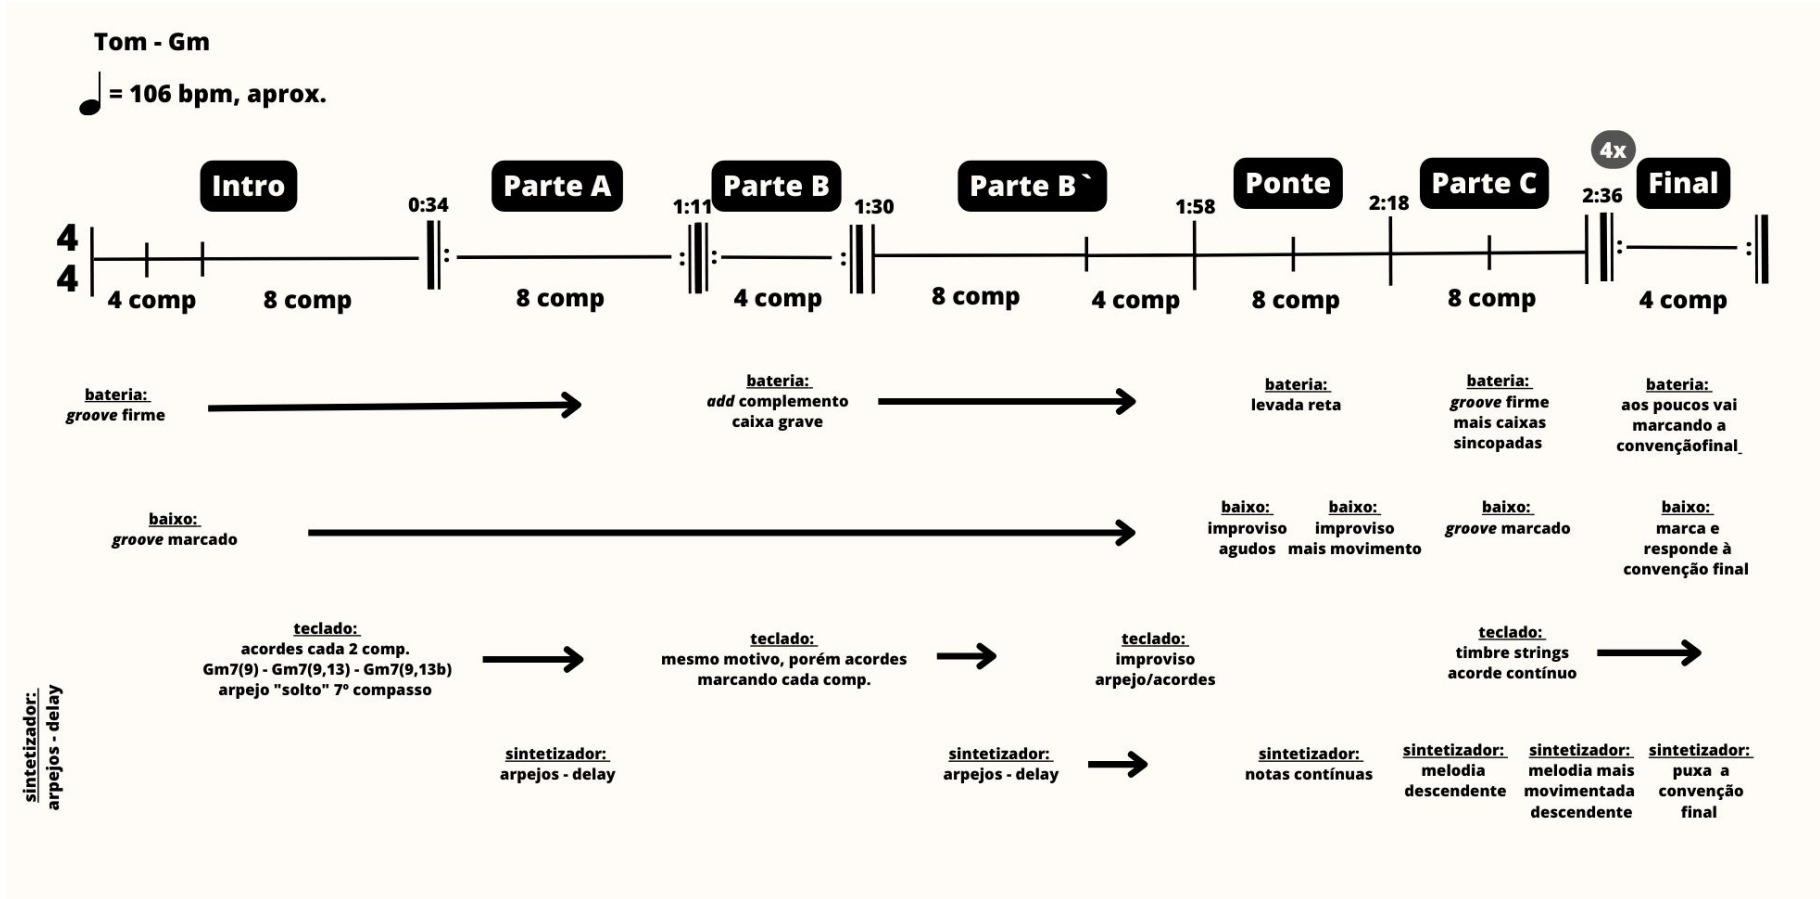 Tom - Gm
= 106 bpm, aprox.
4x
Intro
Parte A
Parte B
Parte B`
Ponte
Parte C
Final
0:34
1:11
1:30
1:58
2:18
2:36
4
4
4 comp
8 comp
8 comp
4 comp
8 comp
4 comp
8 comp
8 comp
4 comp
bateria:
groove firme
bateria:
add complemento
caixa grave
bateria:
levada reta
bateria:
groove firme
mais caixas
sincopadas
bateria:
aos poucos vai
marcando a
convençãofinal
baixo:
groove marcado
baixo:
improviso
agudos
baixo:
improviso
mais movimento
baixo:
groove marcado
baixo:
marca e
responde à
convenção final
teclado:
acordes cada 2 comp.
Gm7(9) - Gm7(9,13) - Gm7(9,13b)
arpejo "solto" 7º compasso
teclado:
mesmo motivo, porém acordes
marcando cada comp.
teclado:
improviso
arpejo/acordes
teclado:
timbre strings
acorde contínuo
sintetizador:
arpejos - delay
sintetizador:
arpejos - delay
sintetizador:
arpejos - delay
sintetizador:
notas contínuas
sintetizador:
melodia
descendente
sintetizador:
melodia mais
movimentada
descendente
sintetizador:
puxa a
convenção
final